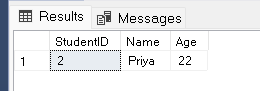 Results Messages
StudentID Name Age
1 2 Priya 22